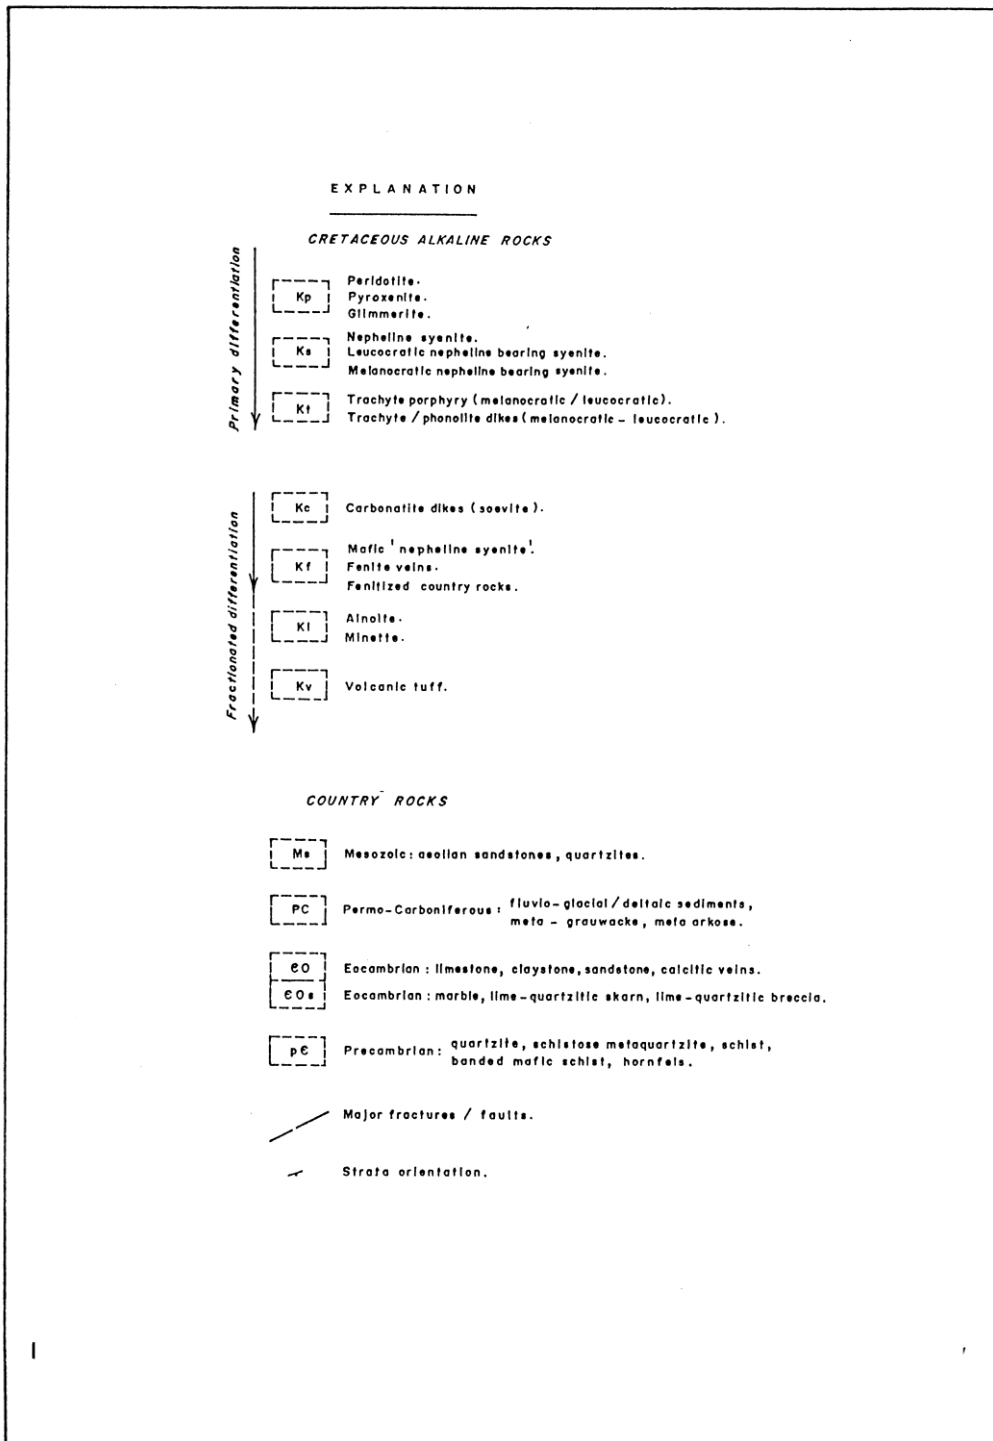 EXPLANATION
CRETACEOUS ALKALINE ROCKS
Primary differentiation
Kp
Peridotite.
Pyroxenite.
Glimmerite.
Ks
Nepheline syenite.
Leucocratic nepheline bearing syenite.
Melanocratic nepheline bearing syenite.
Kt
Trachyte porphyry (melanocratic / leucocratic).
Trachyte / phonolite dikes (melanocratic - leucocratic).
Fractionated differentiation
Kc
Carbonatite dikes (soevite).
Kf
Mafic 'nepheline syenite'.
Fenite veins.
Fenitized country rocks.
Kl
Alnoite.
Minette.
Kv
Volcanic tuff.
COUNTRY ROCKS
Ms Mesozoic: aeolian sandstones, quartzites.
PC Permo-Carboniferous: fluvio-glacial/deltaic sediments,
meta - grauwacke, meta arkose.
ЄO Eocambrian: limestone, claystone, sandstone, calcitic veins.
ЄOs Eocambrian: marble, lime-quartzitic skarn, lime-quartzitic breccia.
pЄ Precambrian: quartzite, schistose metaquartzite, schist,
banded mafic schist, hornfels.
Major fractures / faults.
Strata orientation.